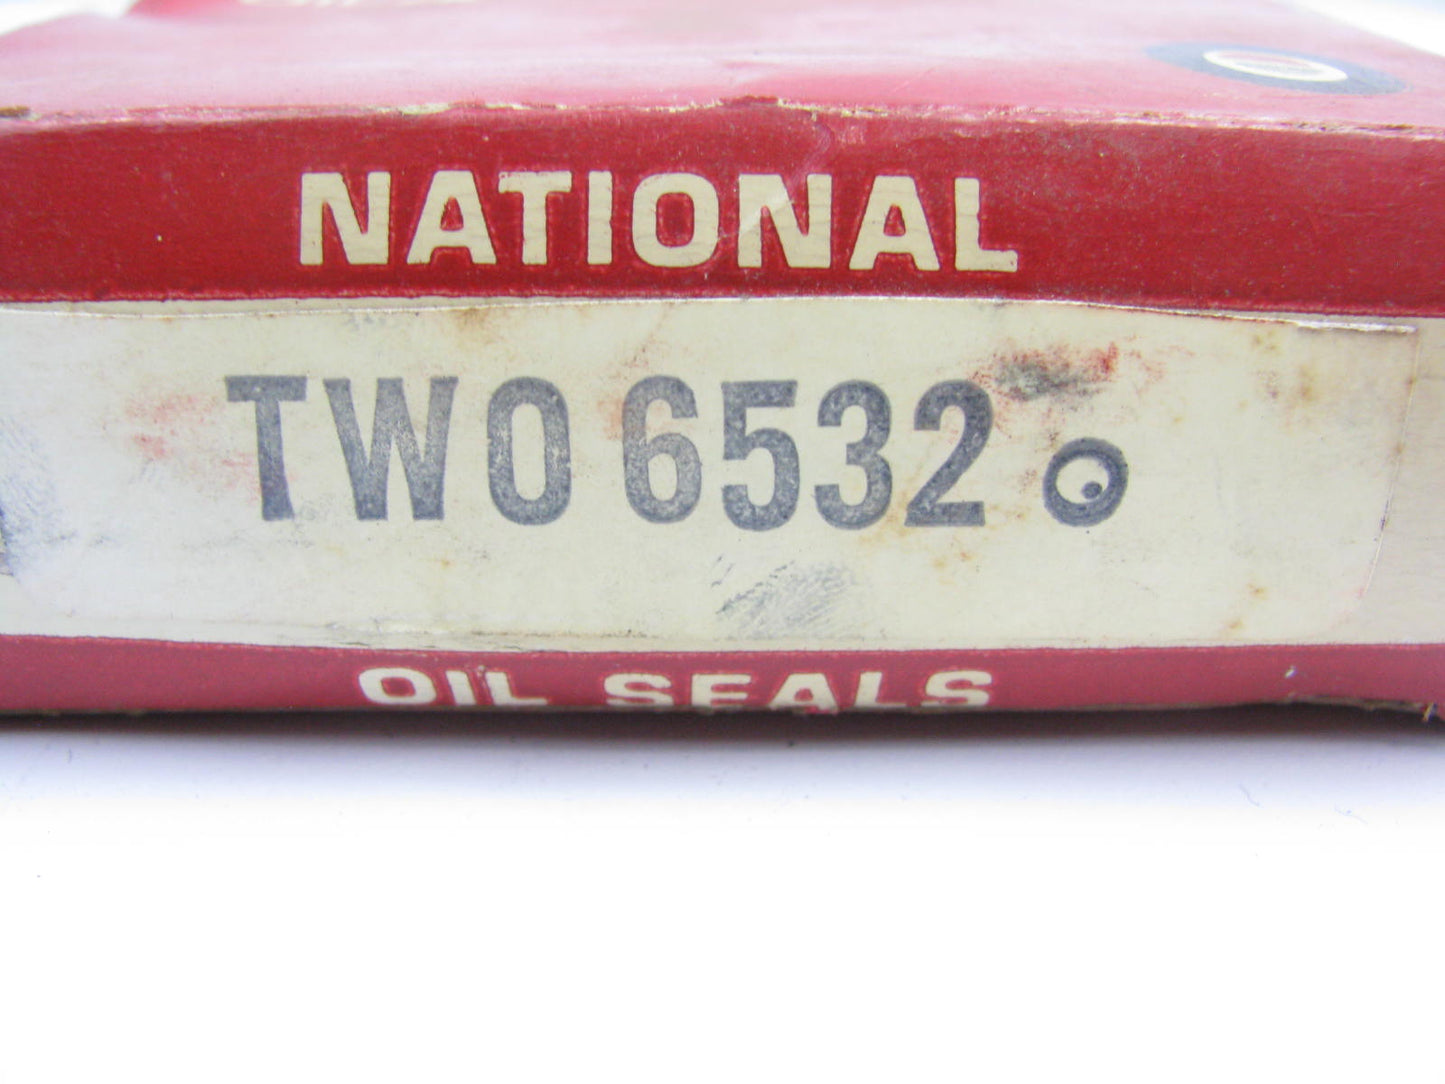 NATIONAL
TWO 6532
OIL SEALS